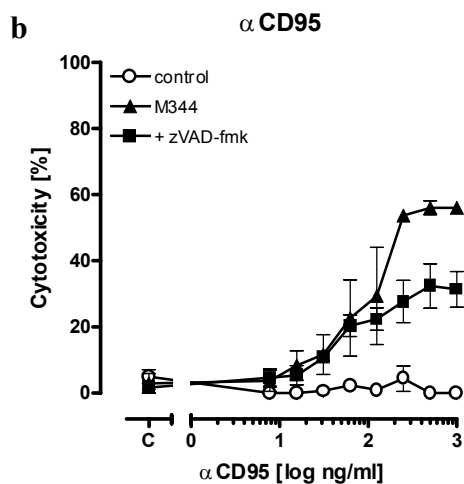 b
α CD95
100
80
60
40
20
0
Cytotoxicity [%]
control
M344
+ zVAD-fmk
C
0
1
2
3
α CD95 [log ng/ml]